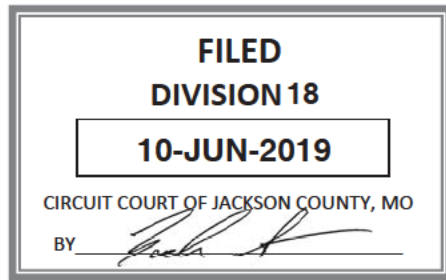 FILED
DIVISION 18
10-JUN-2019
CIRCUIT COURT OF JACKSON COUNTY, MO
BY